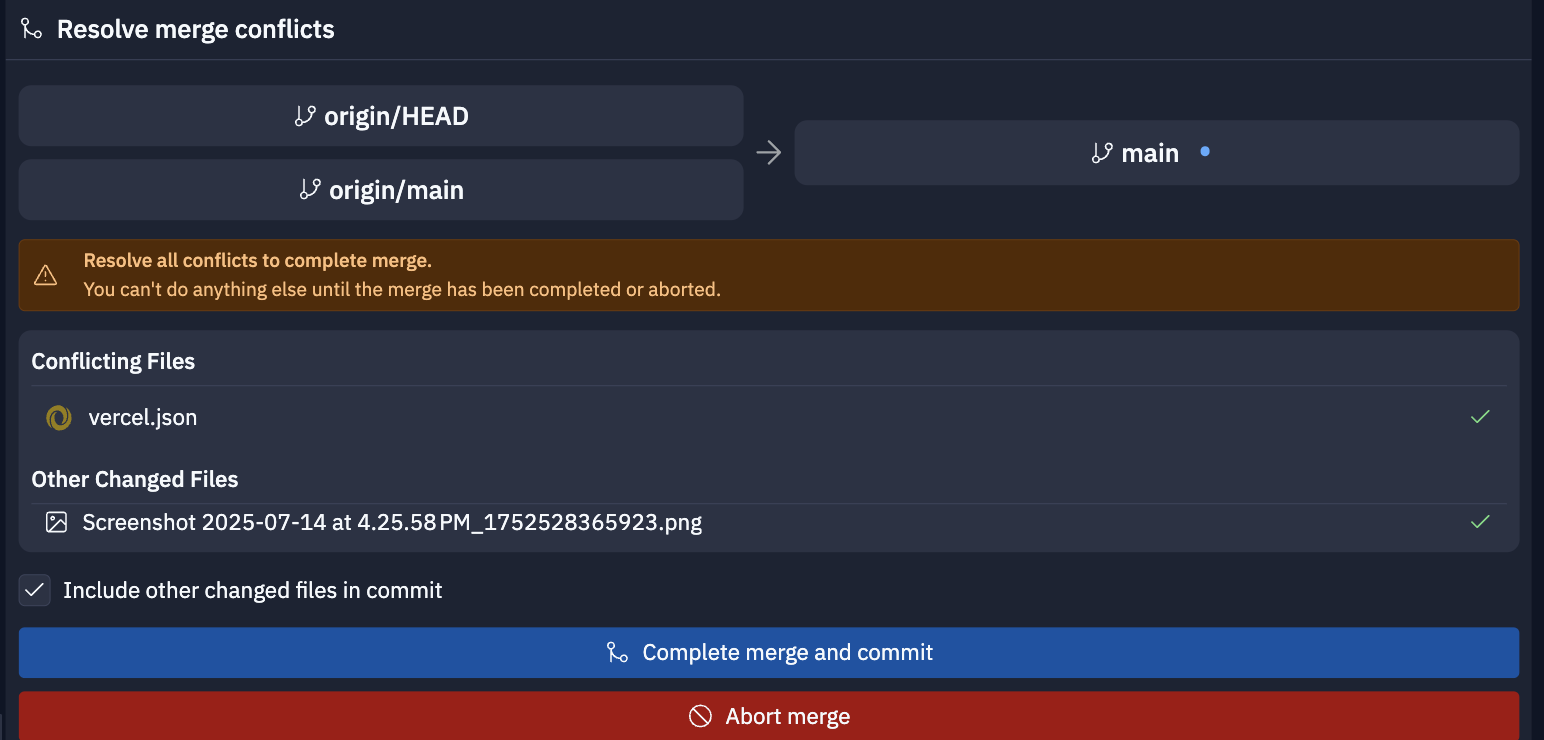 Resolve merge conflicts
origin/HEAD
origin/main
main
Resolve all conflicts to complete merge.
You can't do anything else until the merge has been completed or aborted.
Conflicting Files
vercel.json
Other Changed Files
Screenshot 2025-07-14 at 4.25.58 PM_1752528365923.png
Include other changed files in commit
Complete merge and commit
Abort merge